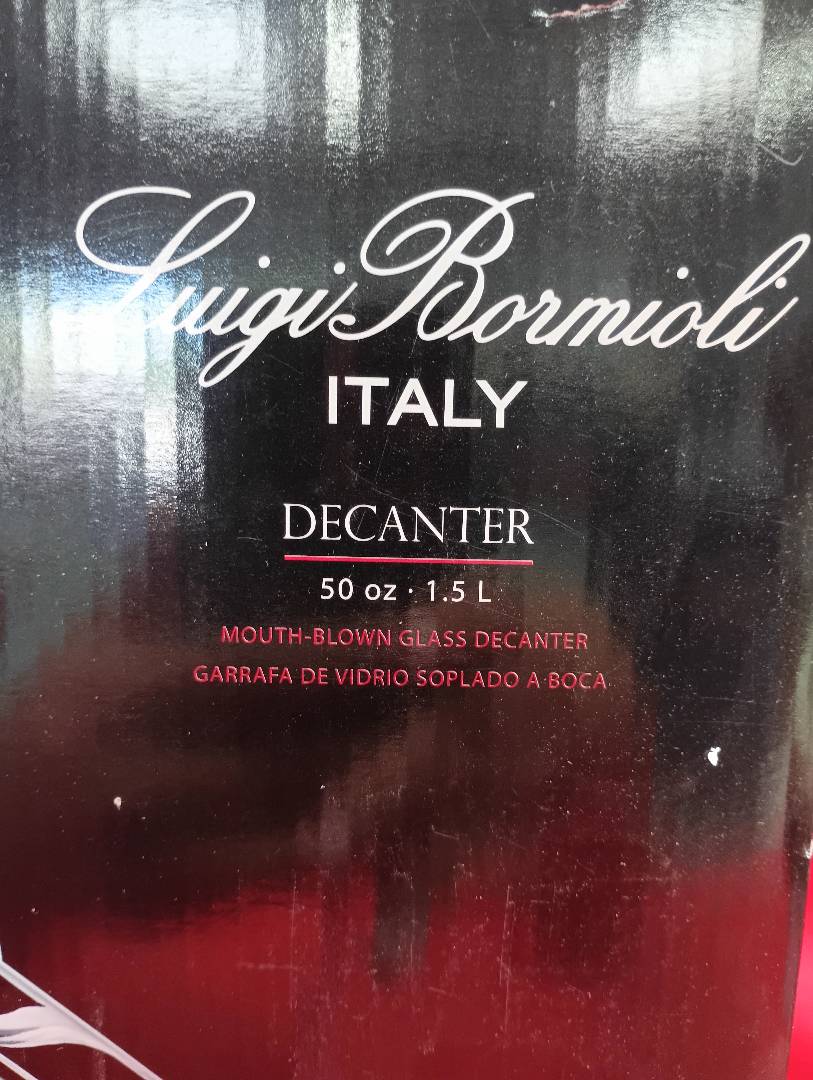 Luigi Bormioli
ITALY
DECANTER
50 oz · 1.5 L
MOUTH-BLOWN GLASS DECANTER
GARRAFA DE VIDRIO SOPLADO A BOCA